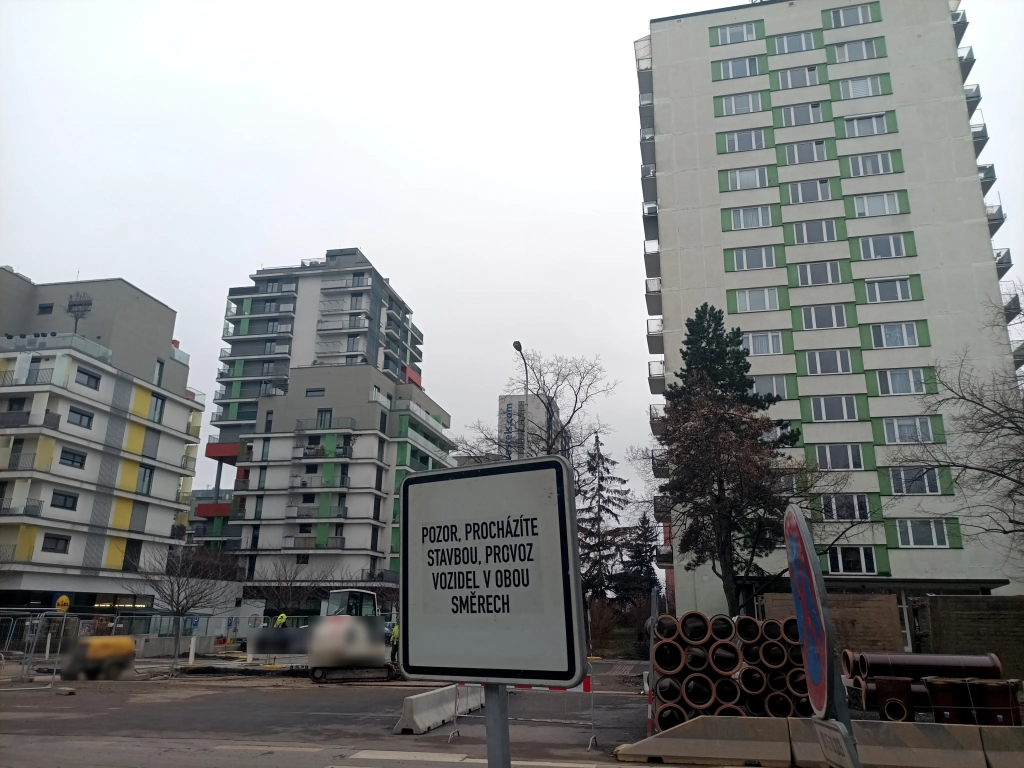 POZOR, PROCHÁZÍTE
STAVBOU, PROVOZ
VOZIDEL V OBOU
SMĚRECH